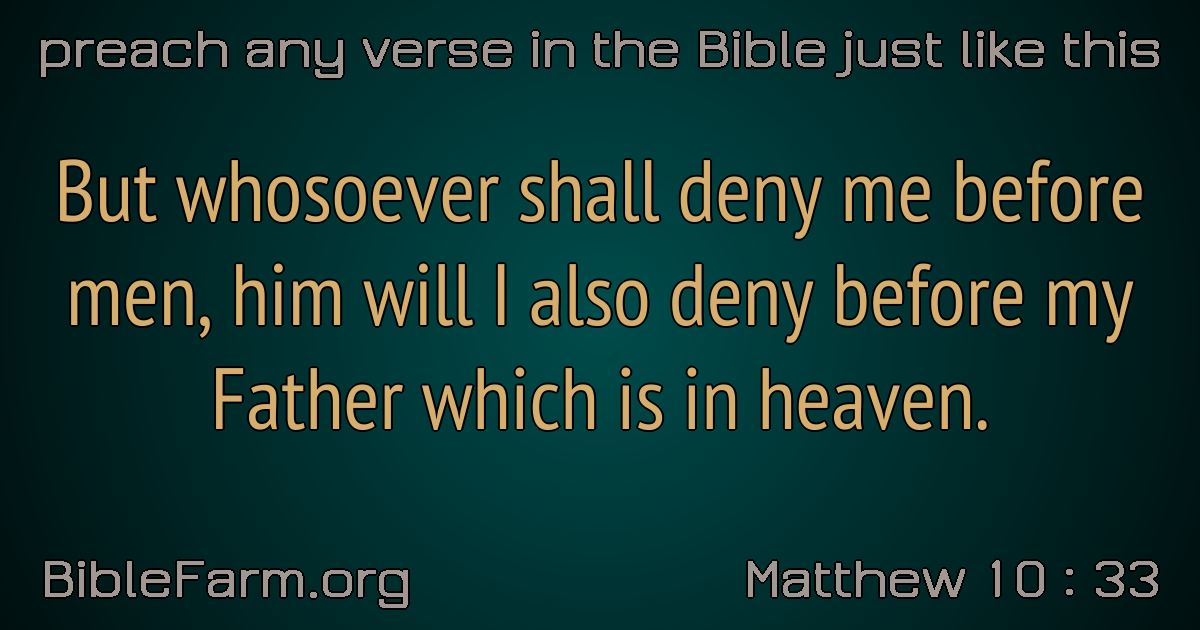 preach any verse in the Bible just like this
But whosoever shall deny me before
men, him will I also deny before my
Father which is in heaven.
BibleFarm.org
Matthew 10 : 33